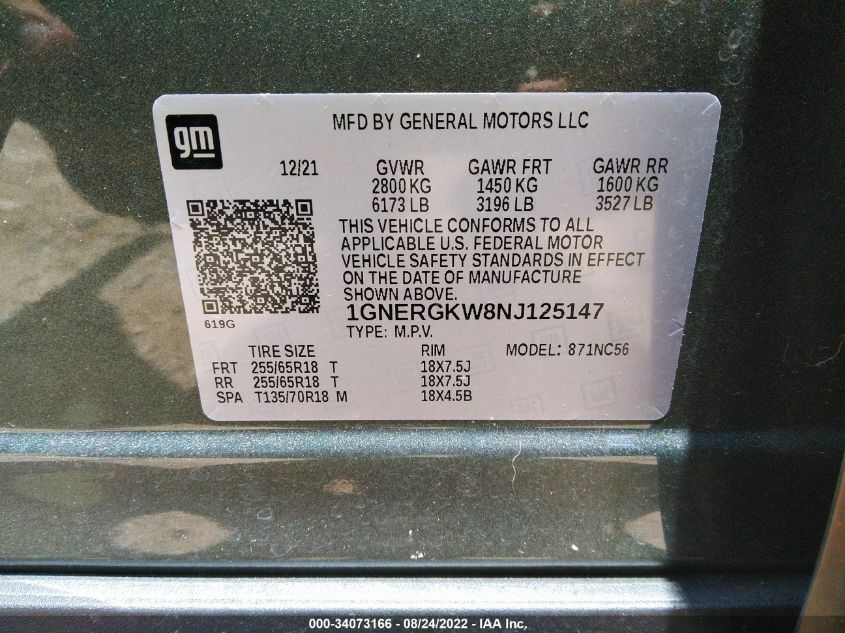 gm
MFD BY GENERAL MOTORS LLC
12/21 GVWR GAWR FRT GAWR RR
2800 KG 1450 KG 1600 KG
6173 LB 3196 LB 3527 LB
THIS VEHICLE CONFORMS TO ALL
APPLICABLE U.S. FEDERAL MOTOR
VEHICLE SAFETY STANDARDS IN EFFECT
ON THE DATE OF MANUFACTURE
SHOWN ABOVE.
1GNERGKW8NJ125147
619G
TYPE: M.P.V.
TIRE SIZE RIM MODEL: 871NC56
FRT 255/65R18 T 18X7.5J
RR 255/65R18 T 18X7.5J
SPA T135/70R18 M 18X4.5B
000-34073166 - 08/24/2022 - IAA Inc.